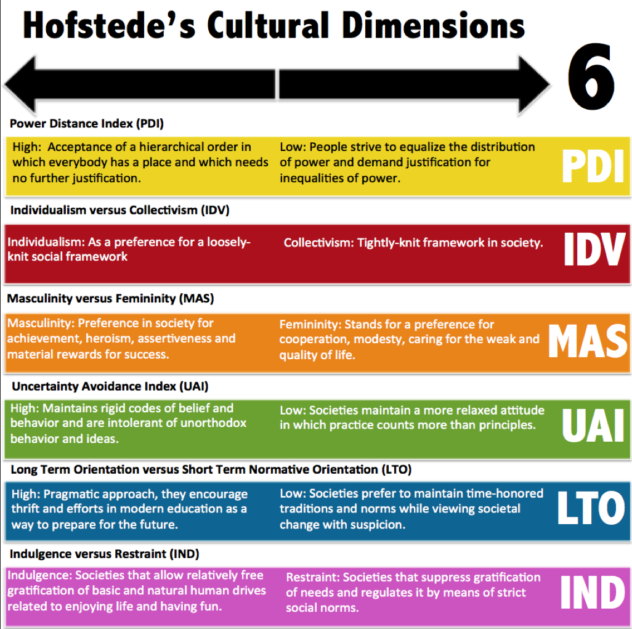 Hofstede's Cultural Dimensions
6
Power Distance Index (PDI)
High:  Acceptance of a hierarchical order in
which everybody has a place and which needs
no further justification.
Low: People strive to equalize the distribution
of power and demand justification for
inequalities of power.
PDI
Individualism versus Collectivism (IDV)
Individualism: As a preference for a loosely-
knit social framework
Collectivism: Tightly-knit framework in society.
IDV
Masculinity versus Femininity (MAS)
Masculinity: Preference in society for
achievement, heroism, assertiveness and
material rewards for success.
Femininity: Stands for a preference for
cooperation, modesty, caring for the weak and
quality of life.
MAS
Uncertainty Avoidance Index (UAI)
High: Maintains rigid codes of belief and
behavior and are intolerant of unorthodox
behavior and ideas.
Low: Societies maintain a more relaxed attitude
in which practice counts more than principles.
UAI
Long Term Orientation versus Short Term Normative Orientation (LTO)
High: Pragmatic approach, they encourage
thrift and efforts in modern education as a
way to prepare for the future.
Low: Societies prefer to maintain time-honored
traditions and norms while viewing societal
change with suspicion.
LTO
Indulgence versus Restraint (IND)
Indulgence: Societies that allow relatively free
gratification of basic and natural human drives
related to enjoying life and having fun.
Restraint: Societies that suppress gratification
of needs and regulates it by means of strict
social norms.
IND